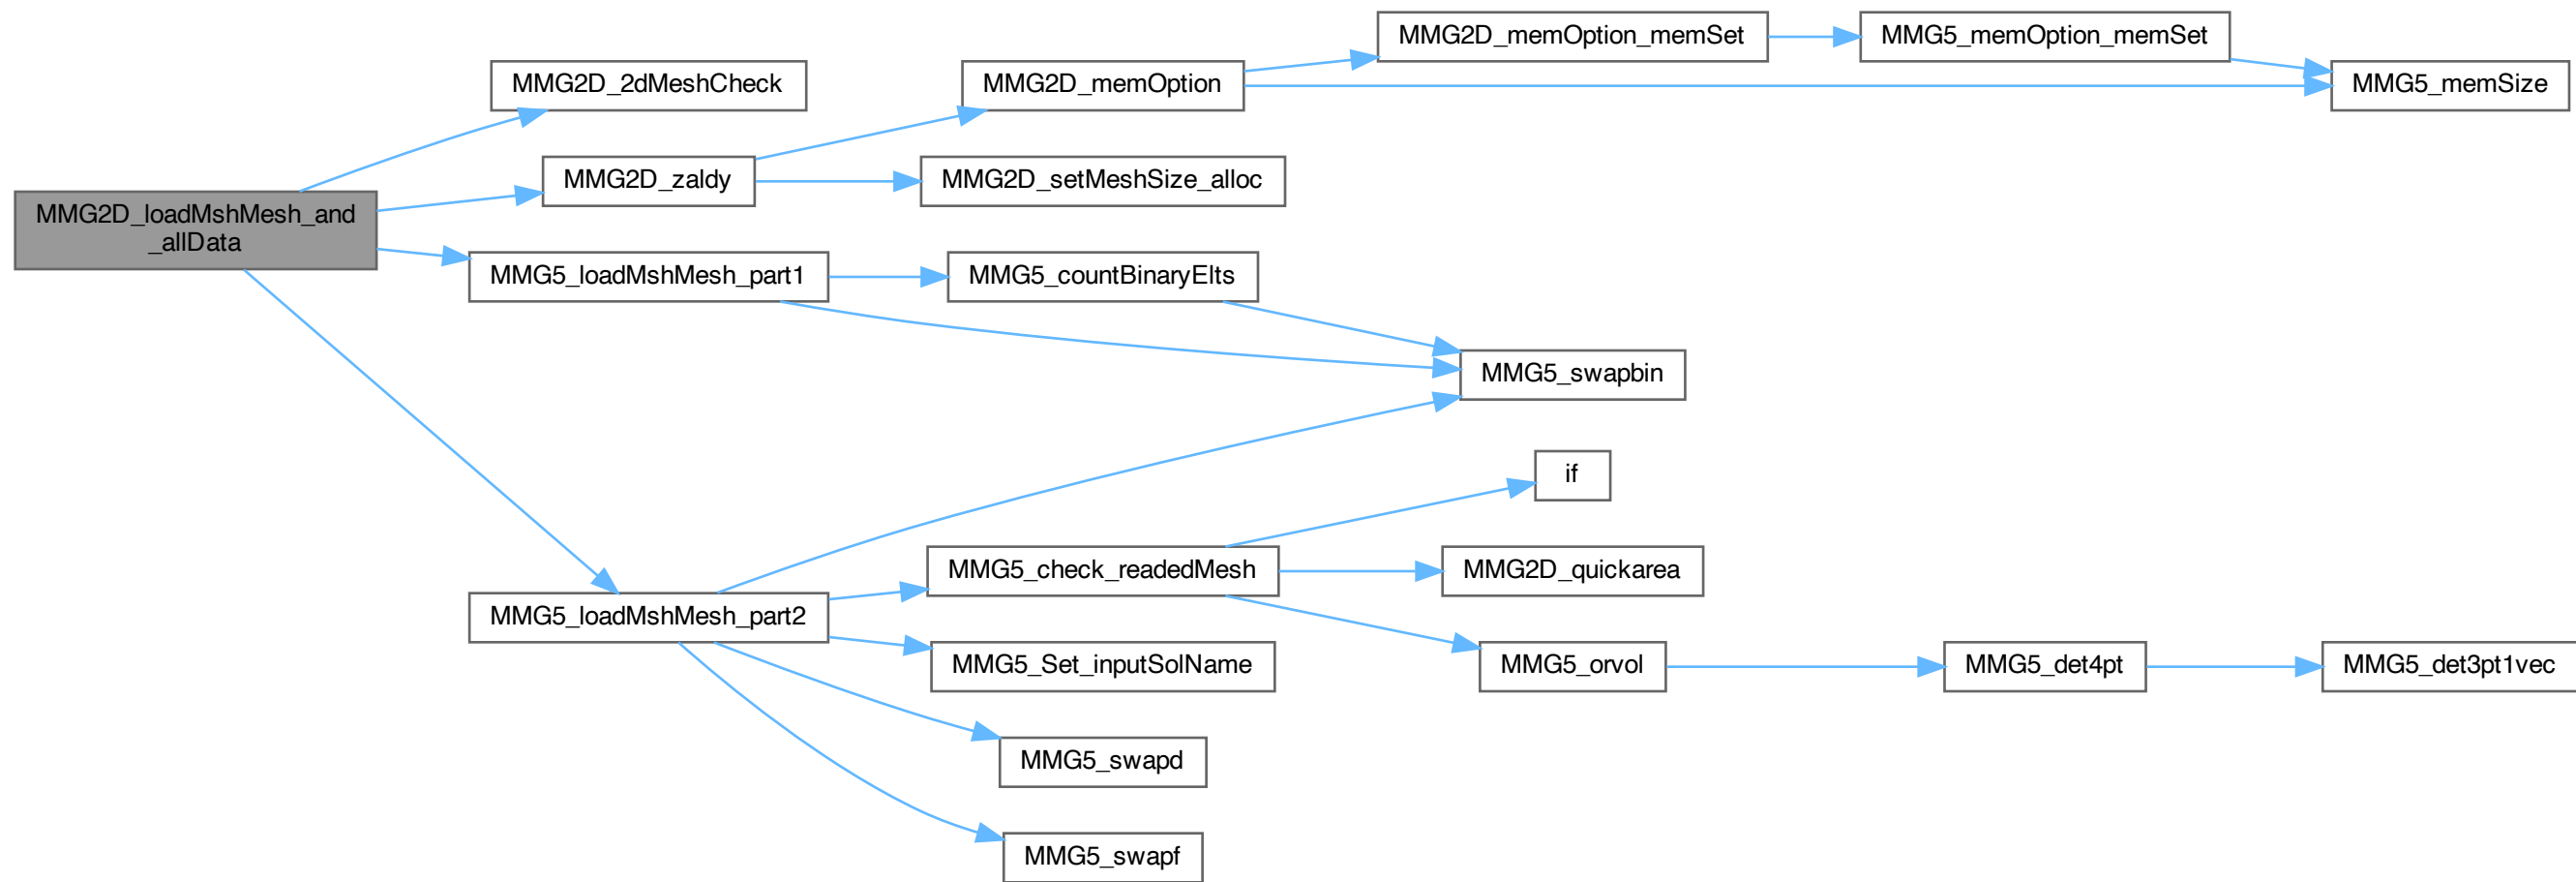 MMG2D_memOption_memSet
MMG5_memOption_memSet
MMG2D_2dMeshCheck
MMG2D_memOption
MMG5_memSize
MMG2D_zaldy
MMG2D_setMeshSize_alloc
MMG2D_loadMshMesh_and
_allData
MMG5_loadMshMesh_part1
MMG5_countBinaryElts
MMG5_swapbin
if
MMG5_check_readedMesh
MMG2D_quickarea
MMG5_loadMshMesh_part2
MMG5_Set_inputSolName
MMG5_orvol
MMG5_det4pt
MMG5_det3pt1vec
MMG5_swapd
MMG5_swapf